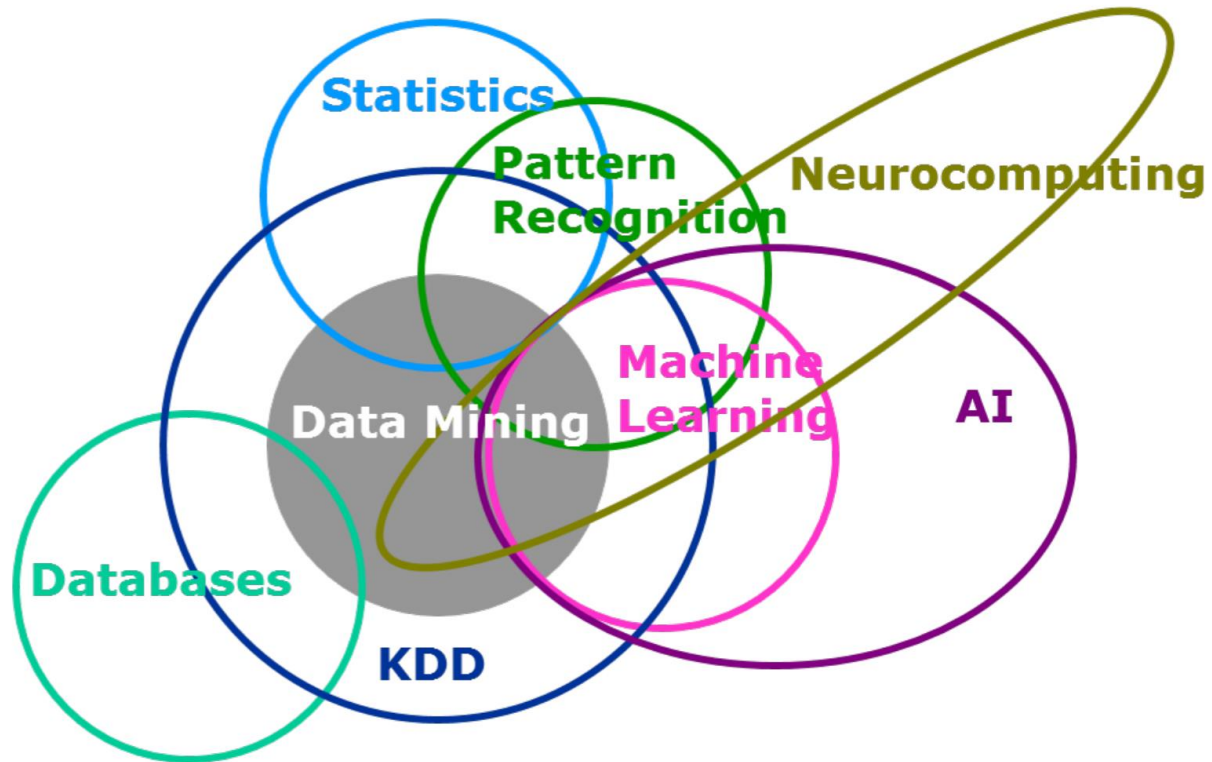 Statistics
Pattern
Recognition
Neurocomputing
Machine
Learning
AI
Data Mining
Databases
KDD